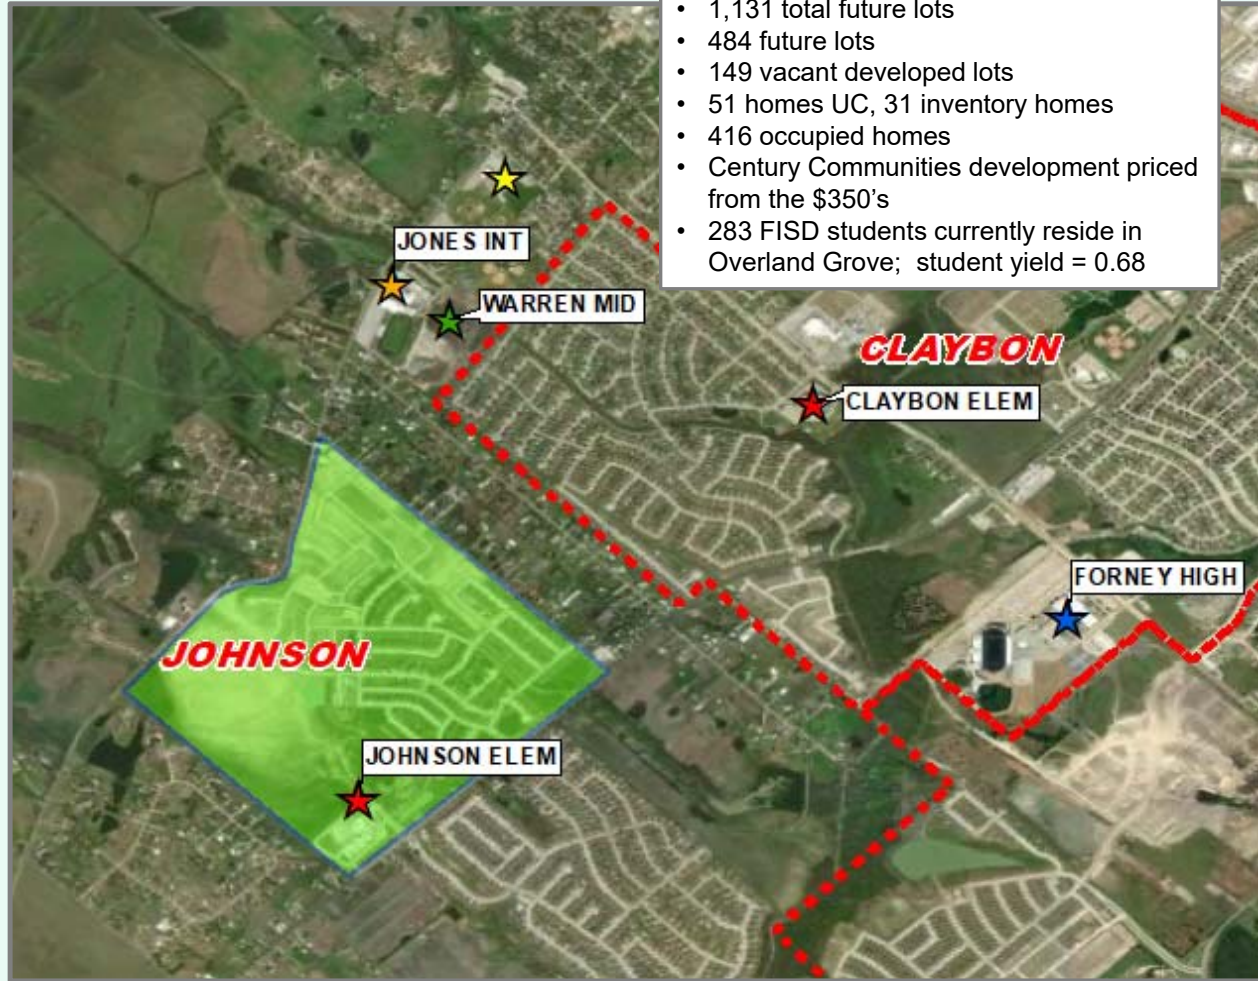 • 1,131 total future lots
• 484 future lots
• 149 vacant developed lots
• 51 homes UC, 31 inventory homes
• 416 occupied homes
• Century Communities development priced
from the $350's
• 283 FISD students currently reside in
Overland Grove; student yield = 0.68
JONES INT
WARREN MID
CLAYBON
CLAYBON ELEM
FORNEY HIGH
JOHNSON
JOHNSON ELEM